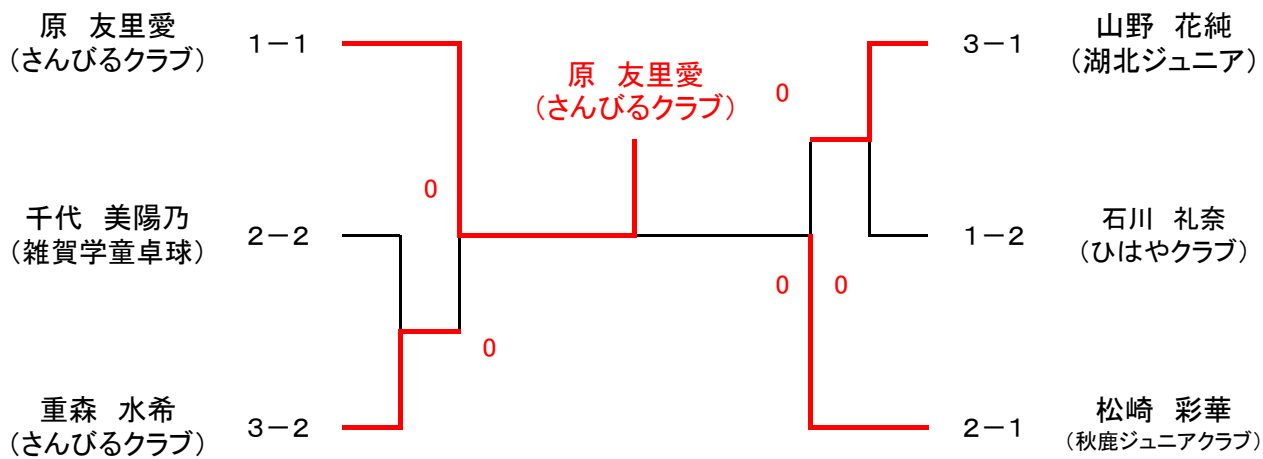 原　友里愛
（さんびるクラブ）
１－１
原　友里愛
（さんびるクラブ）
0
３－１
山野　花純
（湖北ジュニア）
0
千代　美陽乃
（雑賀学童卓球）
２－２
１－２
石川　礼奈
（ひはやクラブ）
0
0
0
重森　水希
（さんびるクラブ）
３－２
２－１
松崎　彩華
（秋鹿ジュニアクラブ）